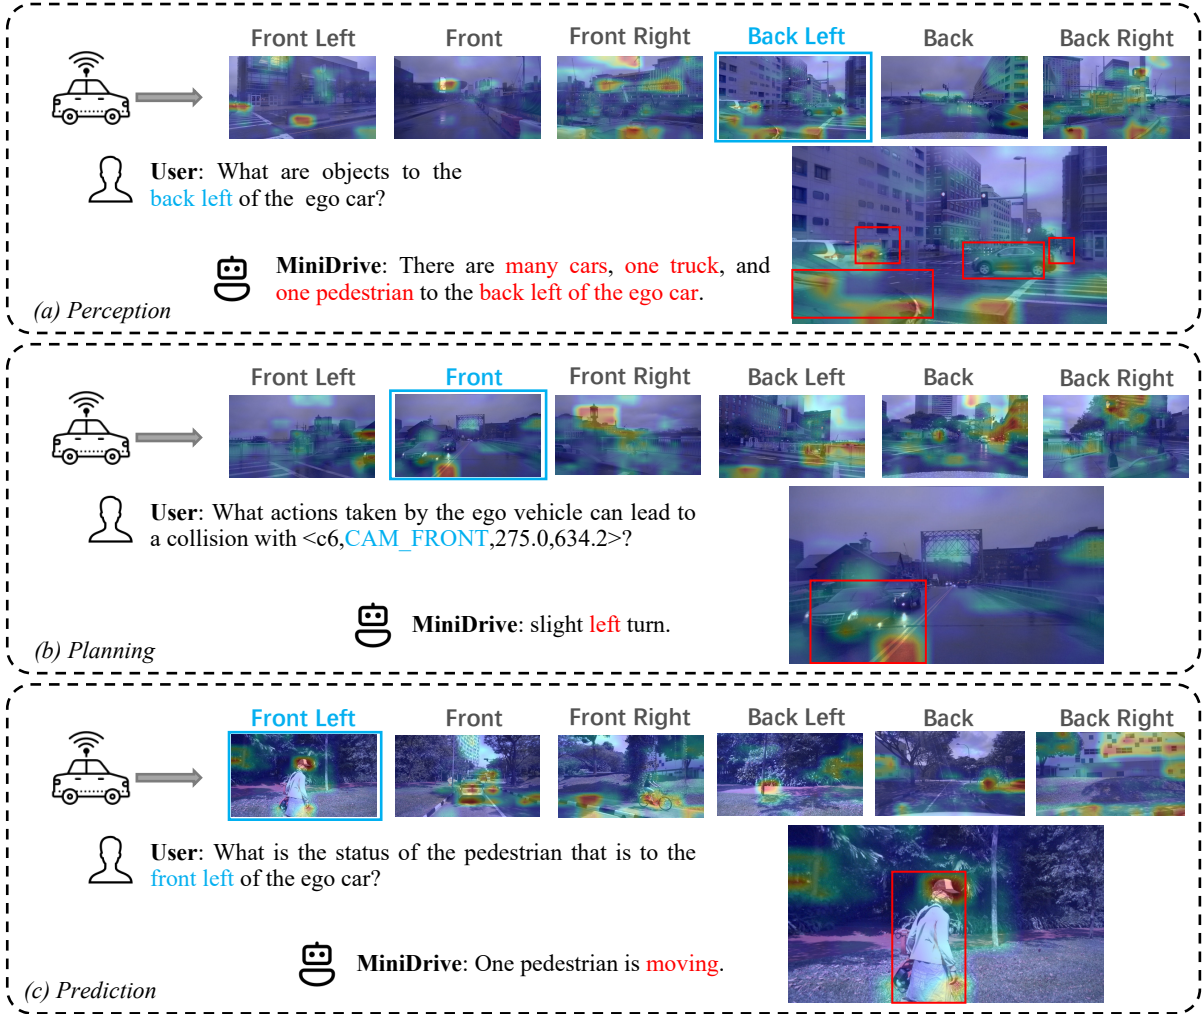 Front Left Front Front Right Back Left Back Back Right
User: What are objects to the
back left of the ego car?
MiniDrive: There are many cars, one truck, and
one pedestrian to the back left of the ego car.
(a) Perception
Front Left Front Front Right Back Left Back Back Right
User: What actions taken by the ego vehicle can lead to
a collision with <c6,CAM_FRONT,275.0,634.2>?
MiniDrive: slight left turn.
(b) Planning
Front Left Front Front Right Back Left Back Back Right
User: What is the status of the pedestrian that is to the
front left of the ego car?
MiniDrive: One pedestrian is moving.
(c) Prediction